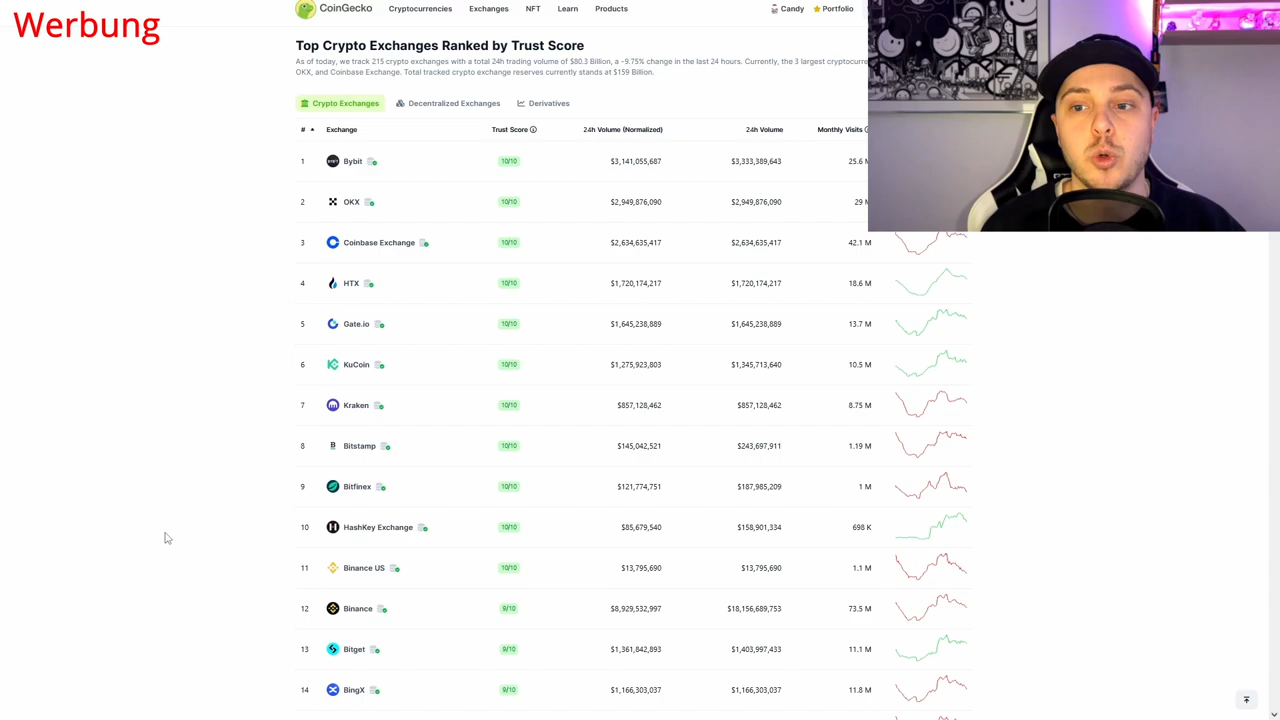 Werbung
CoinGecko Cryptocurrencies Exchanges NFT Learn Products Candy Portfolio
Top Crypto Exchanges Ranked by Trust Score
As of today, we track 215 crypto exchanges with a total 24h trading volume of $80.3 Billion, a -9.75% change in the last 24 hours. Currently, the 3 largest cryptocurre
OKX, and Coinbase Exchange. Total tracked crypto exchange reserves currently stands at $159 Billion.
Crypto Exchanges Decentralized Exchanges Derivatives
# Exchange Trust Score 24h Volume (Normalized) 24h Volume Monthly Visits
1 Bybit 10/10 $3,141,055,687 $3,333,389,643 25.6 M
2 OKX 10/10 $2,949,876,090 $2,949,876,090 29 M
3 Coinbase Exchange 10/10 $2,634,635,417 $2,634,635,417 42.1 M
4 HTX 10/10 $1,720,174,217 $1,720,174,217 18.6 M
5 Gate.io 10/10 $1,645,238,889 $1,645,238,889 13.7 M
6 KuCoin 10/10 $1,275,923,803 $1,345,713,640 10.5 M
7 Kraken 10/10 $857,128,462 $857,128,462 8.75 M
8 Bitstamp 10/10 $145,042,521 $243,697,911 1.19 M
9 Bitfinex 10/10 $121,774,751 $187,985,209 1 M
10 HashKey Exchange 10/10 $85,679,540 $158,901,334 698 K
11 Binance US 10/10 $13,795,690 $13,795,690 1.1 M
12 Binance 9/10 $8,929,532,997 $18,156,689,753 73.5 M
13 Bitget 9/10 $1,361,842,893 $1,403,997,433 11.1 M
14 BingX 9/10 $1,166,303,037 $1,166,303,037 11.8 M